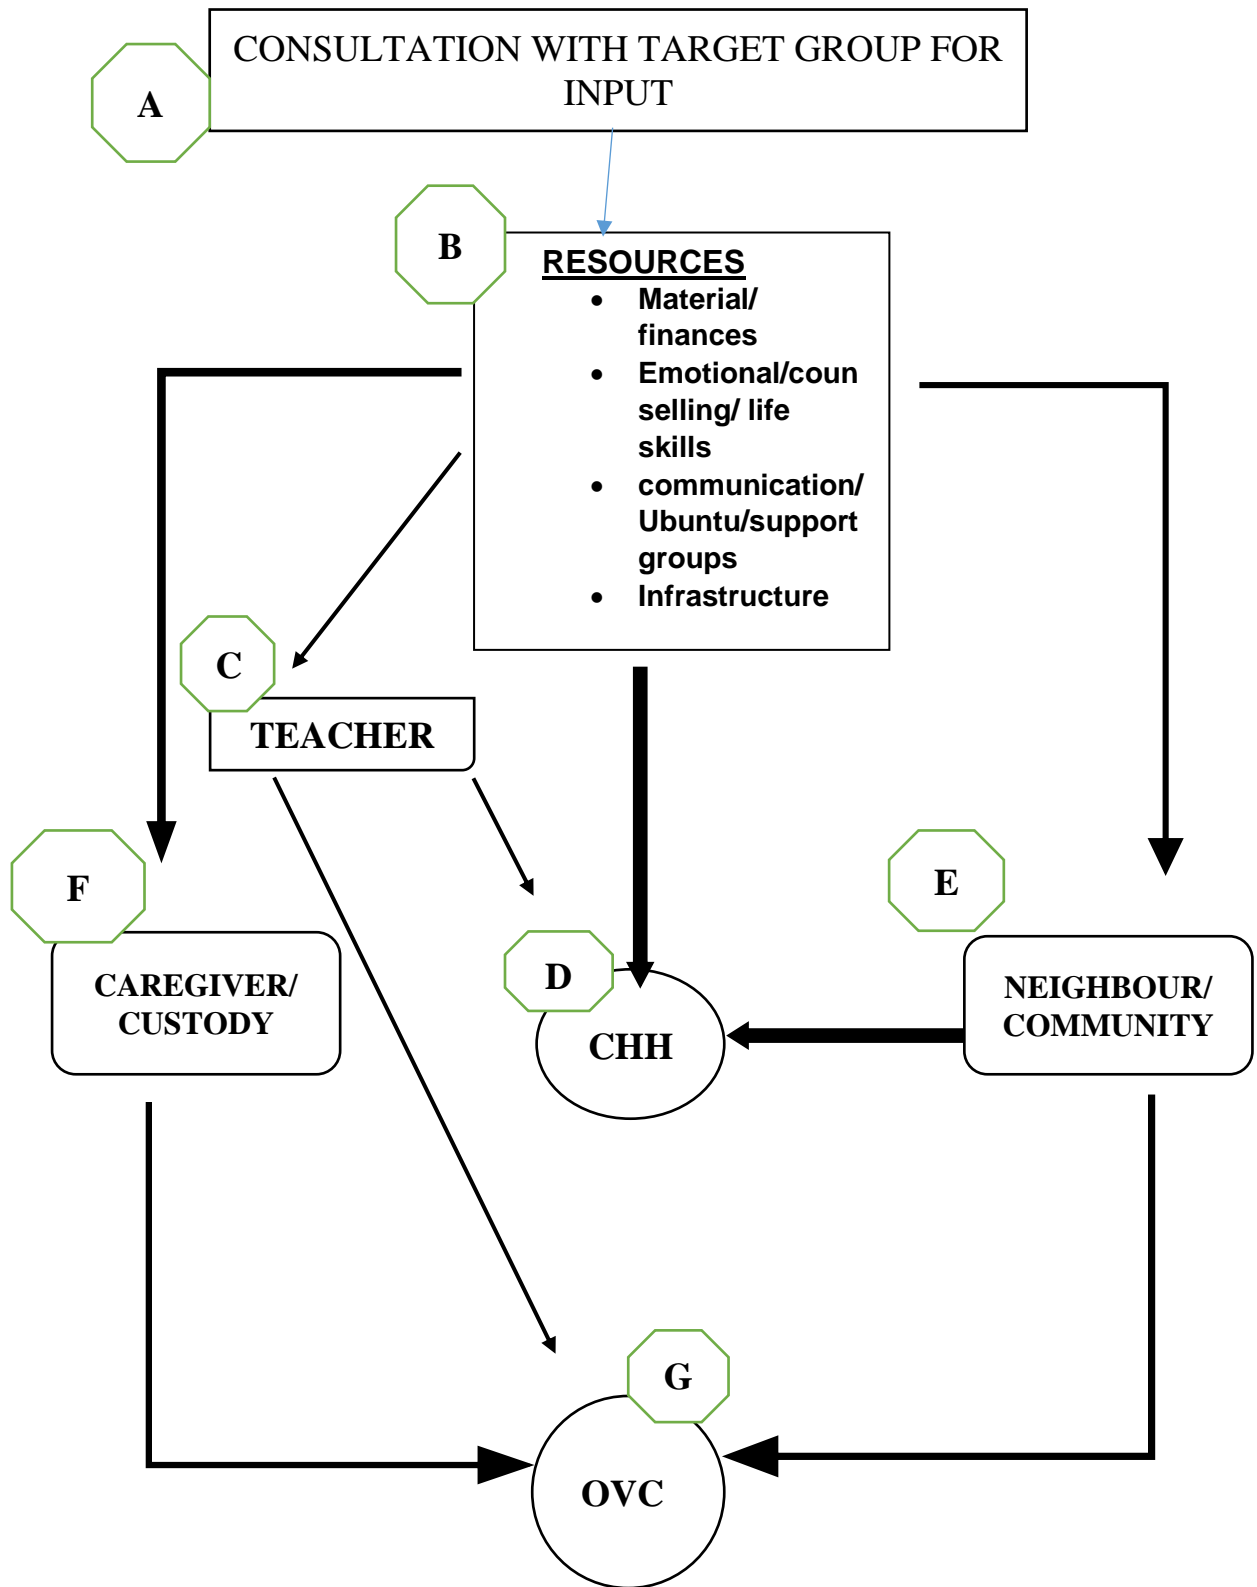 A
CONSULTATION WITH TARGET GROUP FOR
INPUT
B
RESOURCES
• Material/
finances
• Emotional/coun
selling/ life
skills
• communication/
Ubuntu/support
groups
• Infrastructure
C
TEACHER
F
CAREGIVER/
CUSTODY
D
CHH
E
NEIGHBOUR/
COMMUNITY
G
OVC